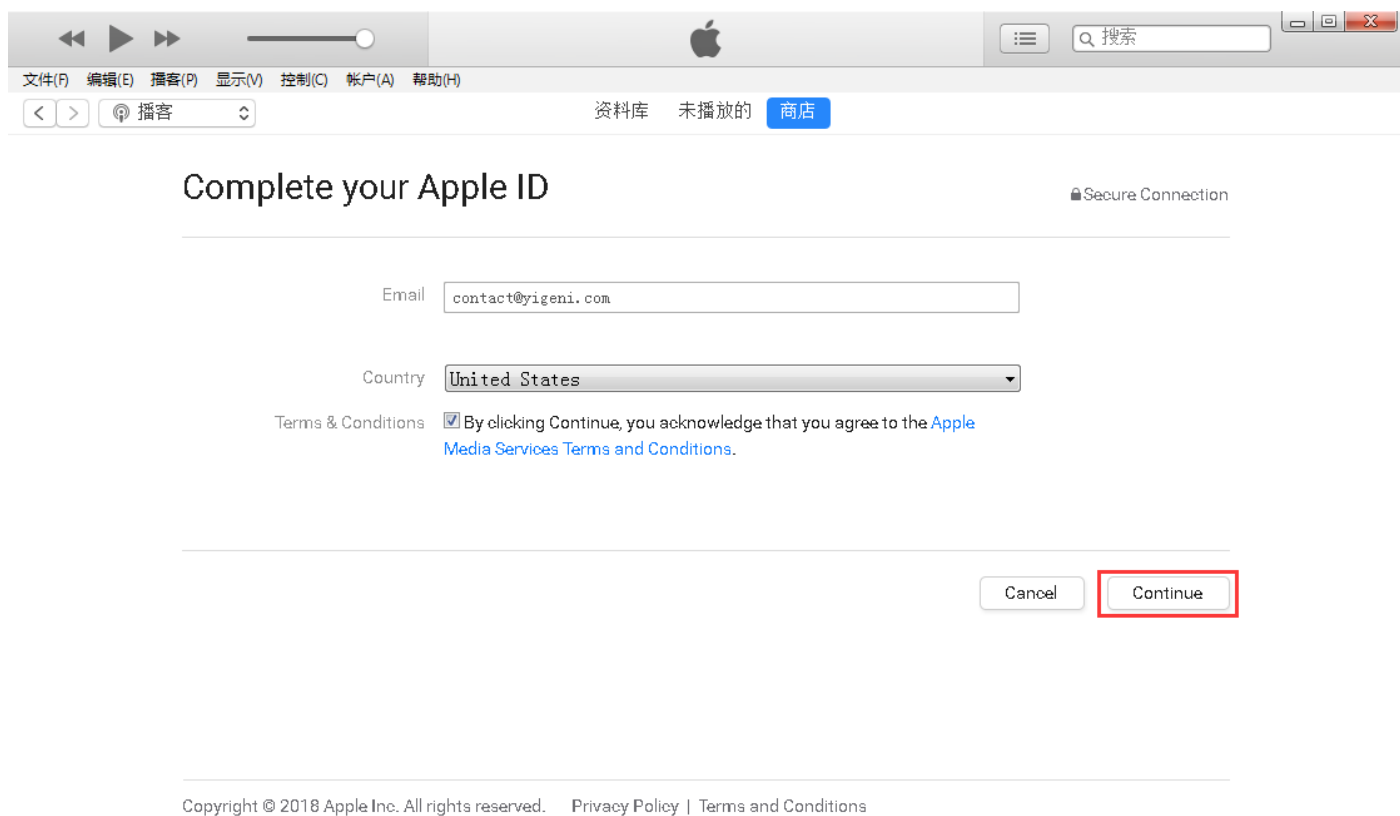 搜索
文件(F) 编辑(E) 播客(P) 显示(V) 控制(C) 帐户(A) 帮助(H)
播客 资料库 未播放的 商店
Complete your Apple ID
Secure Connection
Email contact@yigeni.com
Country United States
Terms & Conditions By clicking Continue, you acknowledge that you agree to the Apple
Media Services Terms and Conditions.
Cancel Continue
Copyright © 2018 Apple Inc. All rights reserved. Privacy Policy | Terms and Conditions